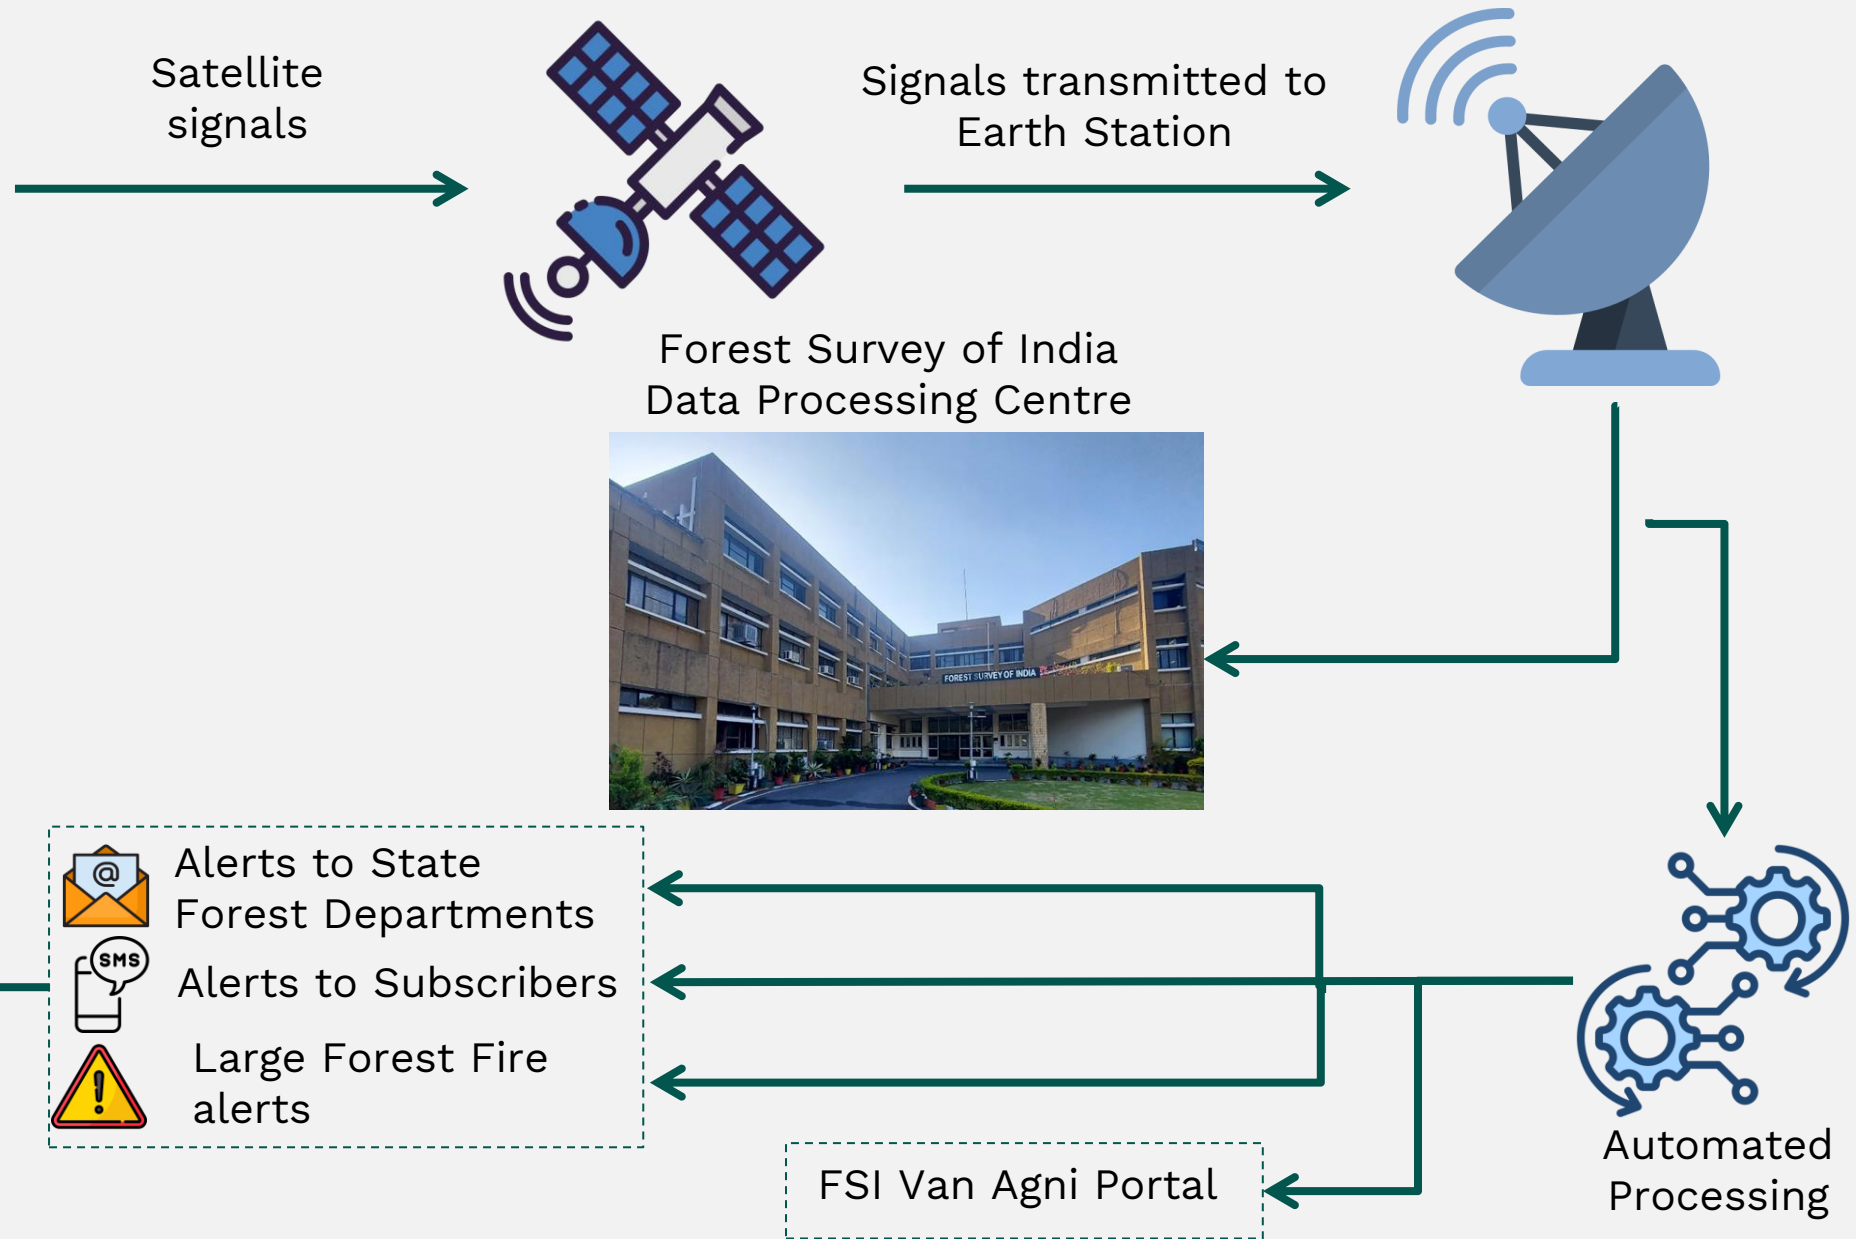 Satellite
signals
Signals transmitted to
Earth Station
Forest Survey of India
Data Processing Centre
FOREST SURVEY OF INDIA
@
Alerts to State
Forest Departments
SMS
Alerts to Subscribers
!
Large Forest Fire
alerts
FSI Van Agni Portal
Automated
Processing